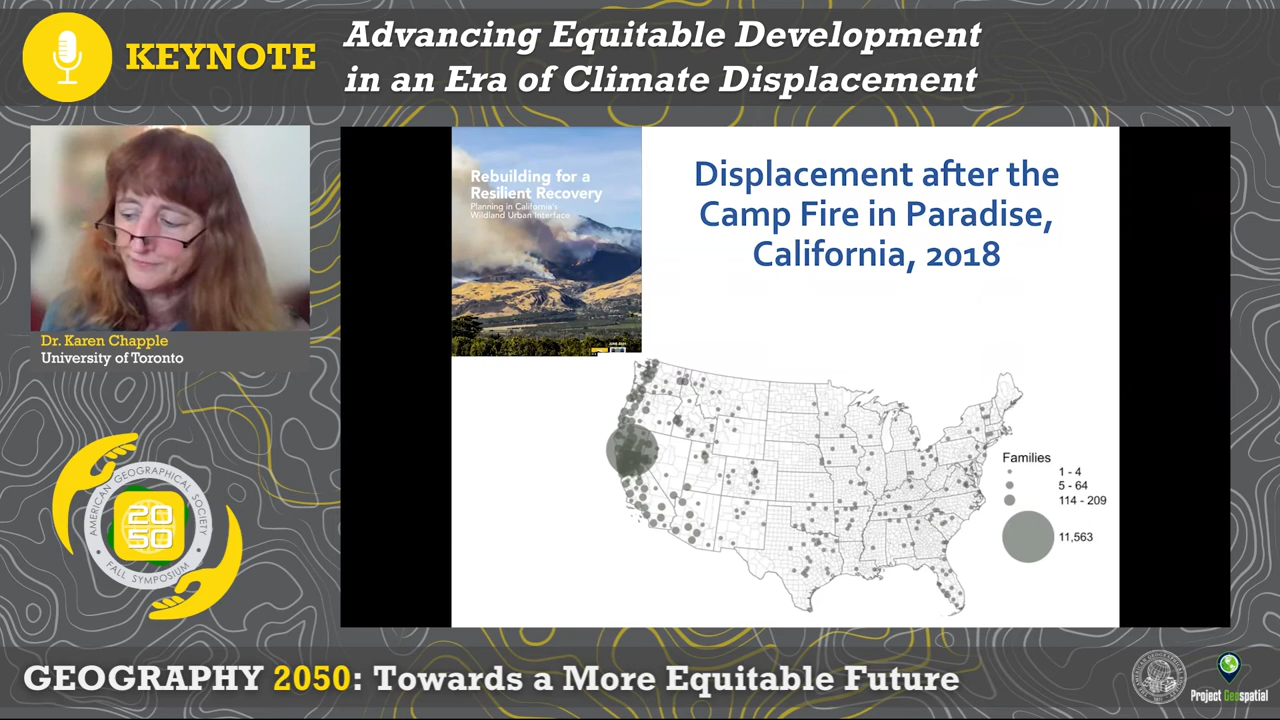 KEYNOTE
Advancing Equitable Development
in an Era of Climate Displacement
Rebuilding for a
Resilient Recovery
Planning in California's
Wildland Urban Interface
Displacement after the
Camp Fire in Paradise,
California, 2018
Dr. Karen Chapple
University of Toronto
Families
1 - 4
5 - 64
114 - 209
11,563
AMERICAN GEOGRAPHICAL SOCIETY
20
50
FALL SYMPOSIUM
GEOGRAPHY 2050: Towards a More Equitable Future
Project Geospatial